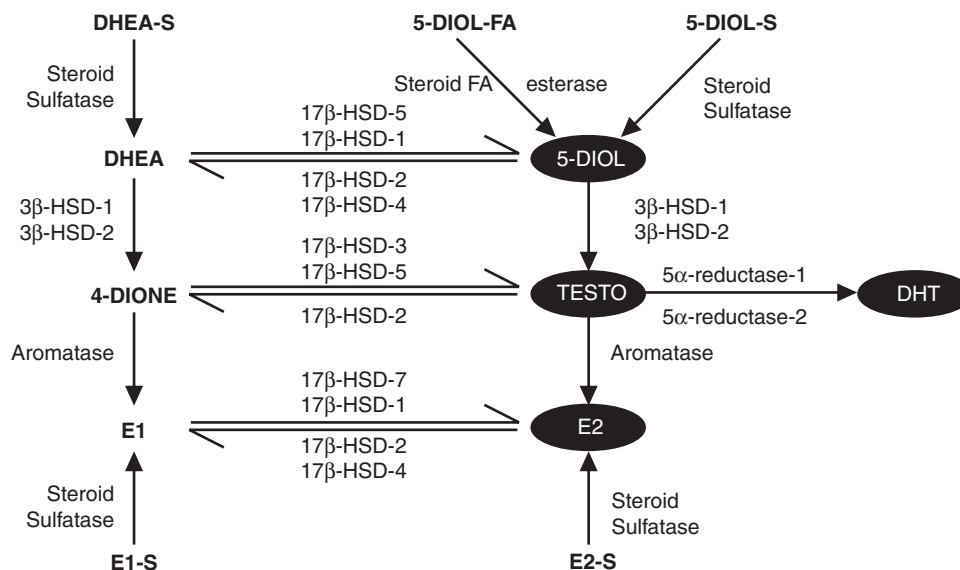 DHEA-S
5-DIOL-FA
5-DIOL-S
Steroid
Sulfatase
Steroid FA
esterase
Steroid
Sulfatase
17β-HSD-5
17β-HSD-1
DHEA
5-DIOL
17β-HSD-2
17β-HSD-4
3β-HSD-1
3β-HSD-2
3β-HSD-1
3β-HSD-2
17β-HSD-3
17β-HSD-5
4-DIONE
TESTO
5α-reductase-1
DHT
17β-HSD-2
5α-reductase-2
Aromatase
Aromatase
17β-HSD-7
17β-HSD-1
E1
E2
17β-HSD-2
17β-HSD-4
Steroid
Sulfatase
Steroid
Sulfatase
E1-S
E2-S